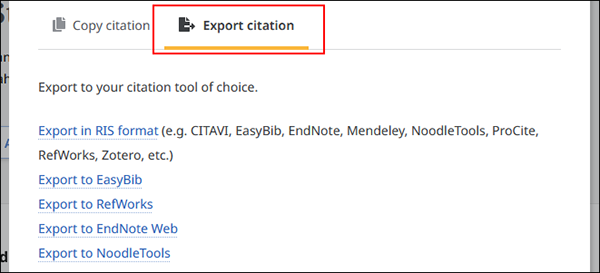 Copy citation Export citation
Export to your citation tool of choice.
Export in RIS format (e.g. CITAVI, EasyBib, EndNote, Mendeley, NoodleTools, ProCite,
RefWorks, Zotero, etc.)
Export to EasyBib
Export to RefWorks
Export to EndNote Web
Export to NoodleTools